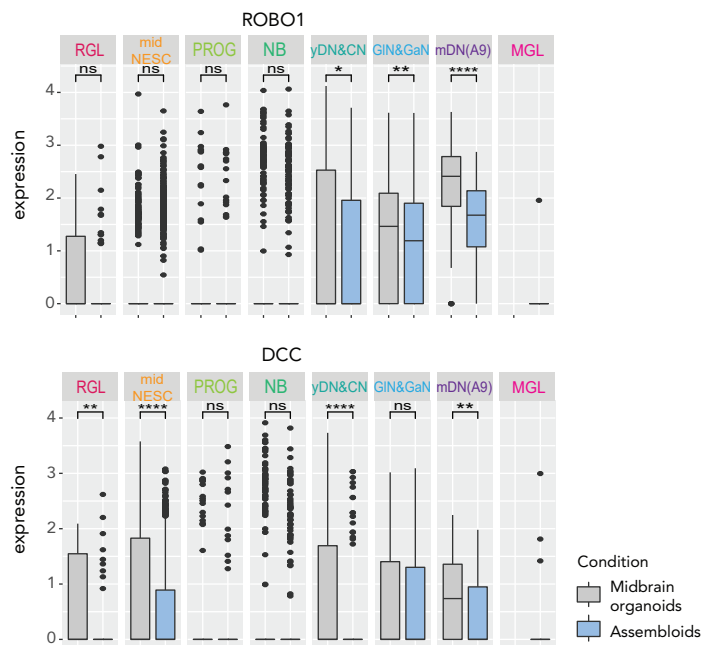 ROBO1
RGL
mid
NESC
PROG
NB
yDN&CN
GlN&GaN
mDN(A9)
MGL
ns
ns
ns
ns
*
**
****
expression
4
3
2
1
0
DCC
RGL
mid
NESC
PROG
NB
yDN&CN
GlN&GaN
mDN(A9)
MGL
**
****
ns
ns
****
ns
**
expression
4
3
2
1
0
Condition
Midbrain
organoids
Assembloids